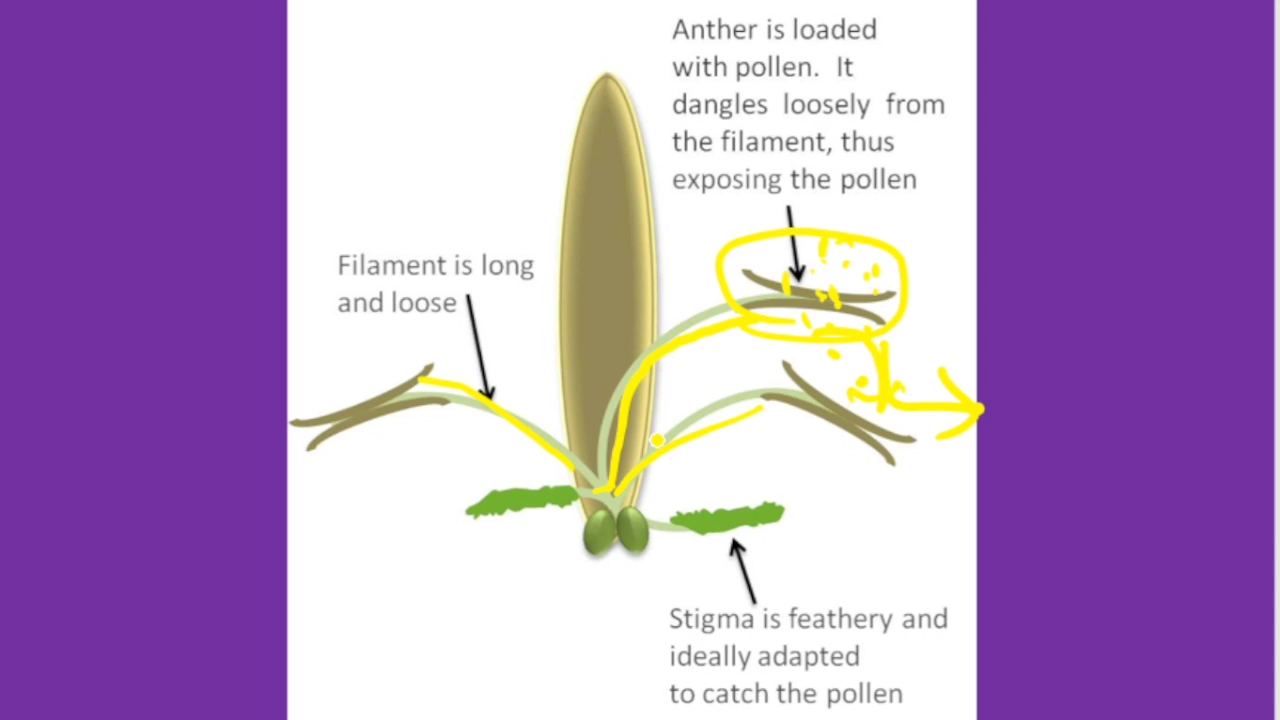 Anther is loaded
with pollen. It
dangles loosely from
the filament, thus
exposing the pollen
Filament is long
and loose
Stigma is feathery and
ideally adapted
to catch the pollen